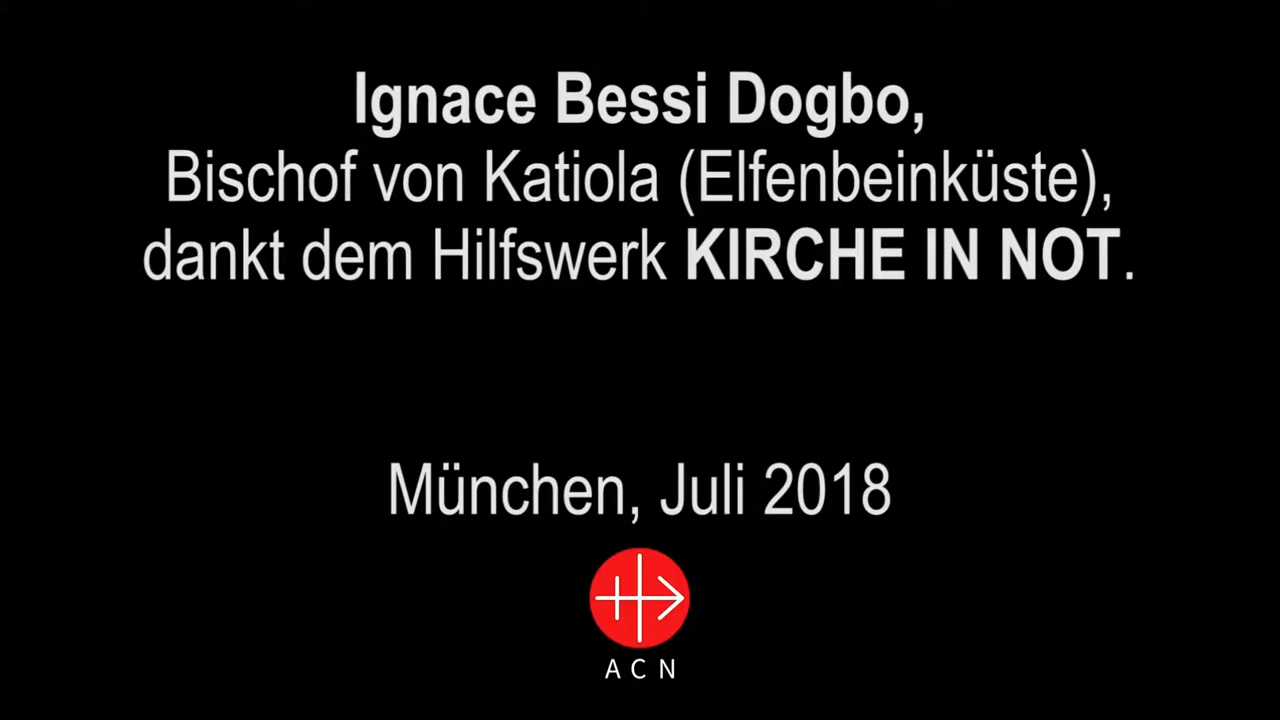 Ignace Bessi Dogbo,
Bischof von Katiola (Elfenbeinküste),
dankt dem Hilfswerk KIRCHE IN NOT.
München, Juli 2018
ACN